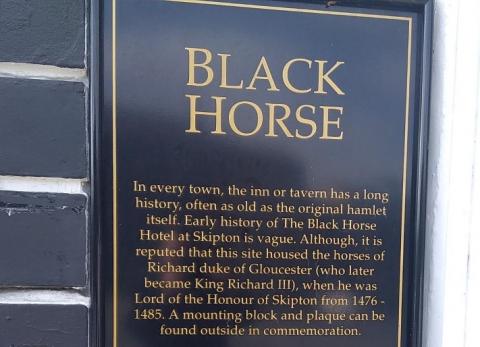 BLACK
HORSE
In every town, the inn or tavern has a long
history, often as old as the original hamlet
itself. Early history of The Black Horse
Hotel at Skipton is vague. Although, it is
reputed that this site housed the horses of
Richard duke of Gloucester (who later
became King Richard III), when he was
Lord of the Honour of Skipton from 1476 -
1485. A mounting block and plaque can be
found outside in commemoration.